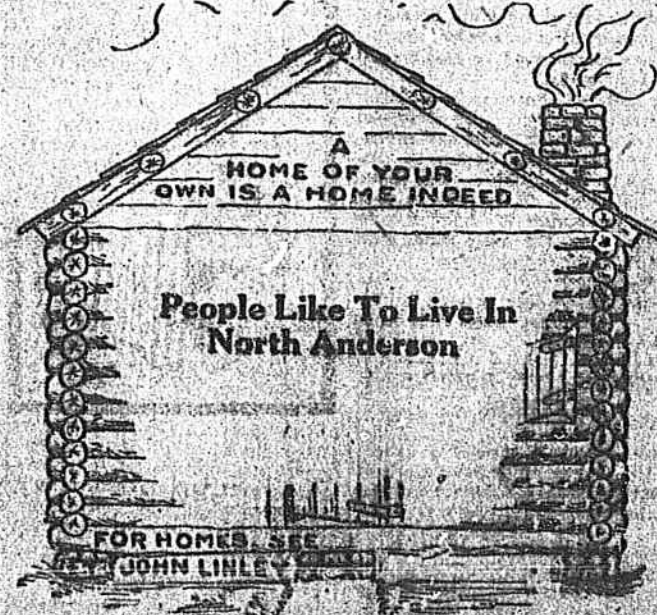 A
HOME OF YOUR
OWN IS A HOME INDEED
People Like To Live In
North Anderson
FOR HOMES, SEE
JOHN LINLEY